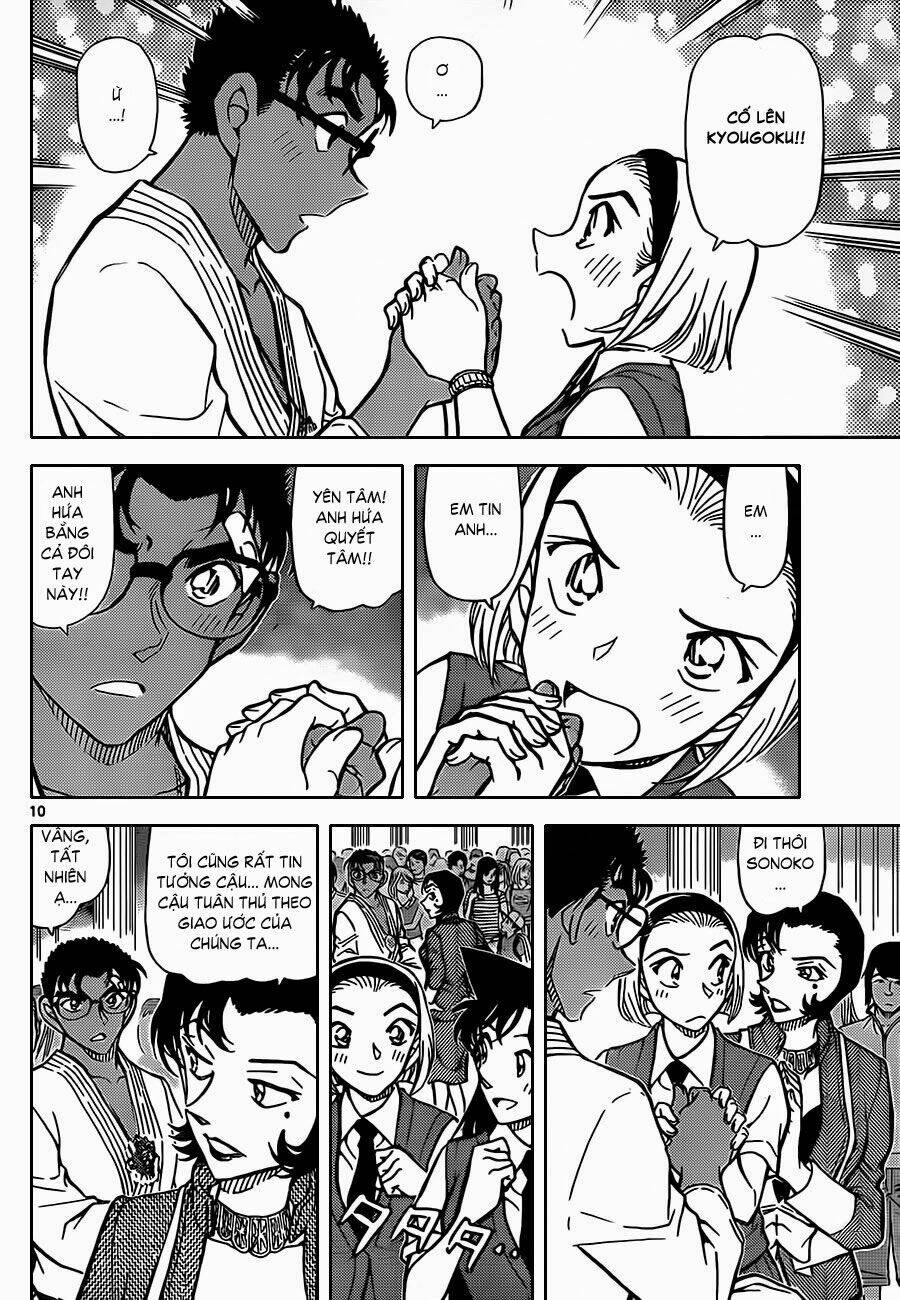 CỐ LÊN
KYOUGOKU!!
Ơ
...
Ừ
...!
EM
...
EM TIN
ANH...
YÊN TÂM!
ANH HỨA
QUYẾT
TÂM!!
ANH
HỨA
BẰNG
CẢ ĐÔI
TAY
NÀY!!
10
ĐI THÔI
SONOKO
...
TÔI CŨNG RẤT TIN
TƯỞNG CẬU... MONG
CẬU TUÂN THỦ THEO
GIAO ƯỚC CỦA
CHÚNG TA...
VÂNG,
TẤT
NHIÊN
Ạ...